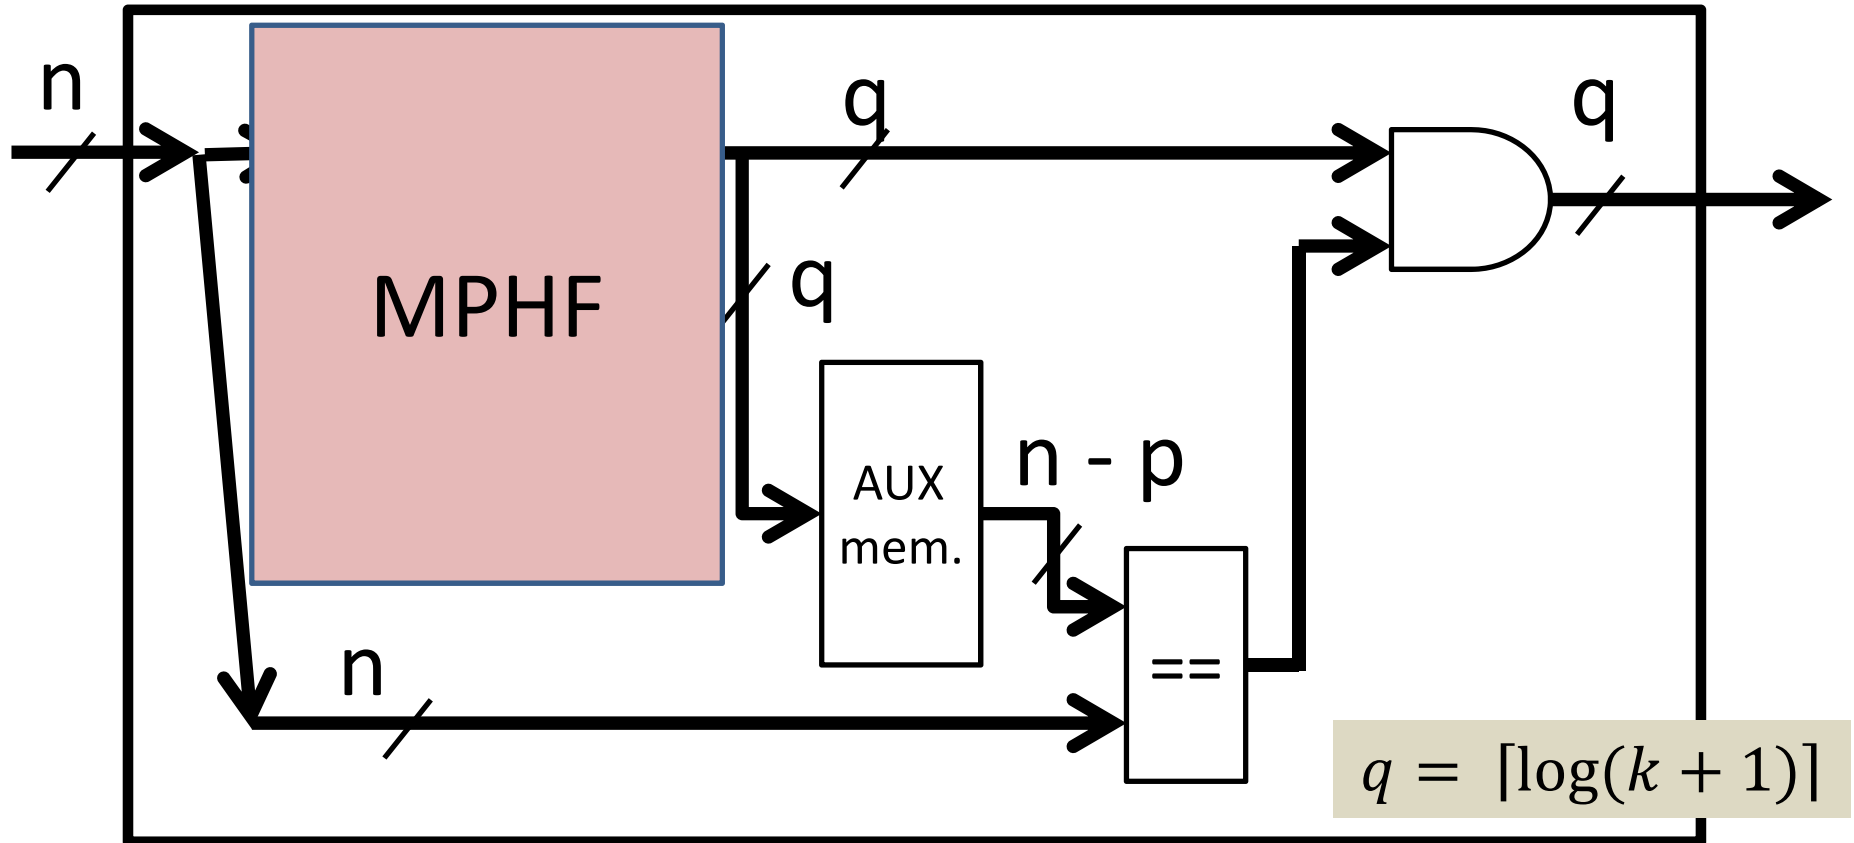 n
q
q
MPHF
q
n - p
AUX
mem.
n
==
q = ⌈log(k + 1)⌉